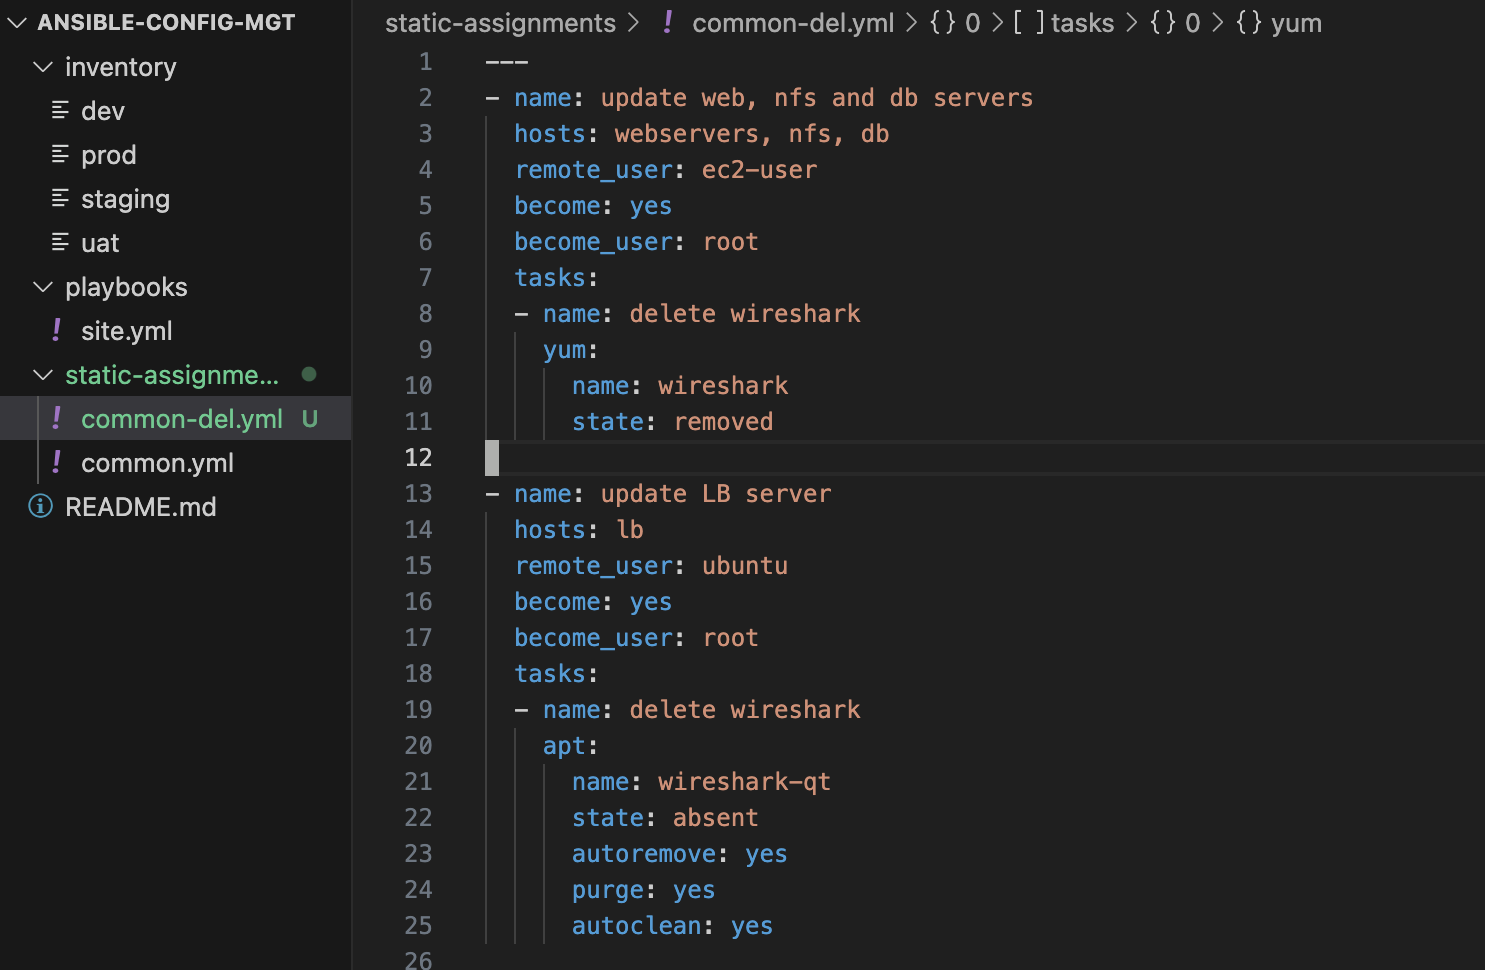 ANSIBLE-CONFIG-MGT
inventory
dev
prod
staging
uat
playbooks
! site.yml
static-assignme...
! common-del.yml U
! common.yml
README.md
static-assignments > ! common-del.yml > {} 0 > [ ] tasks > {} 0 > {} yum
1 ---
2 - name: update web, nfs and db servers
3   hosts: webservers, nfs, db
4   remote_user: ec2-user
5   become: yes
6   become_user: root
7   tasks:
8   - name: delete wireshark
9     yum:
10       name: wireshark
11       state: removed
12
13 - name: update LB server
14   hosts: lb
15   remote_user: ubuntu
16   become: yes
17   become_user: root
18   tasks:
19   - name: delete wireshark
20     apt:
21       name: wireshark-qt
22       state: absent
23       autoremove: yes
24       purge: yes
25       autoclean: yes
26